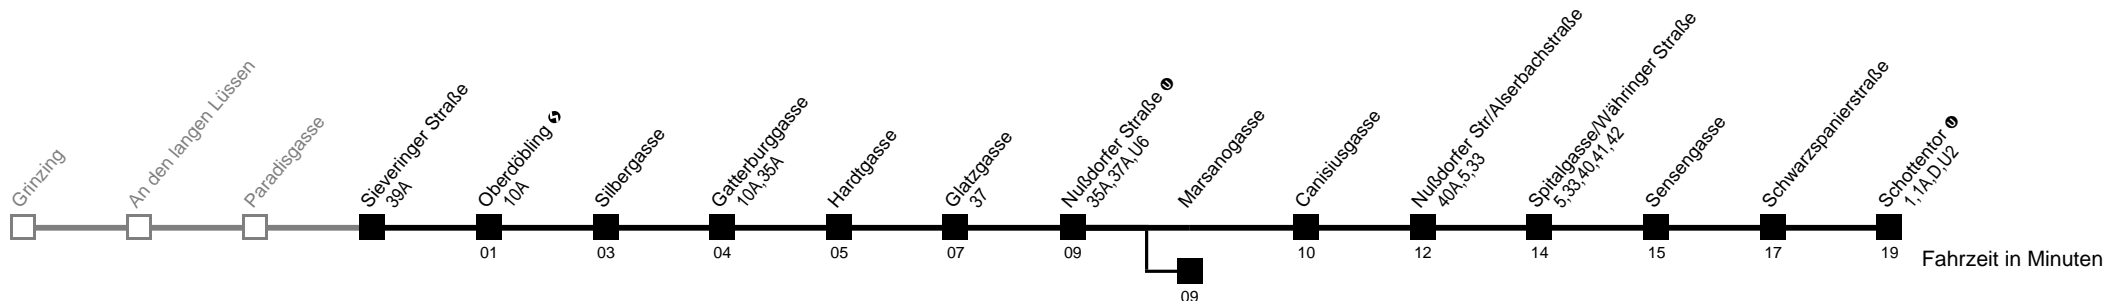 Grinzing
An den langen Lüssen
Paradisgasse
Sieveringer Straße
39A
Oberdöbling S
10A
Silbergasse
Gatterburggasse
10A,35A
Hardtgasse
Glatzgasse
37
Nußdorfer Straße U
35A,37A,U6
Marsanogasse
Canisiusgasse
Nußdorfer Str/Alserbachstraße
40A,5,33
Spitalgasse/Währinger Straße
5,33,40,41,42
Sensengasse
Schwarzspanierstraße
Schottentor U
1,1A,D,U2
01 03 04 05 07 09 10 12 14 15 17 19
Fahrzeit in Minuten
09